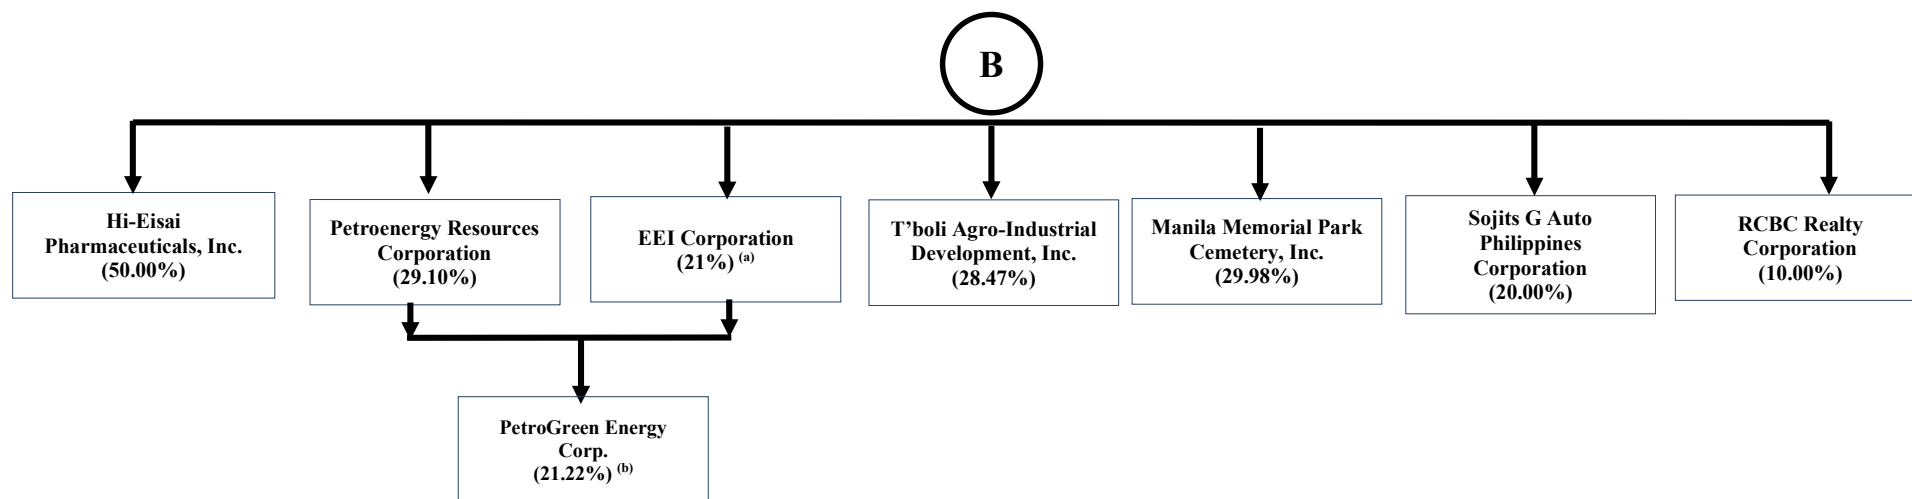 B
Hi-Eisai
Pharmaceuticals, Inc.
(50.00%)
Petroenergy Resources
Corporation
(29.10%)
EEI Corporation
(21%) (a)
T’boli Agro-Industrial
Development, Inc.
(28.47%)
Manila Memorial Park
Cemetery, Inc.
(29.98%)
Sojits G Auto
Philippines
Corporation
(20.00%)
RCBC Realty
Corporation
(10.00%)
PetroGreen Energy
Corp.
(21.22%) (b)